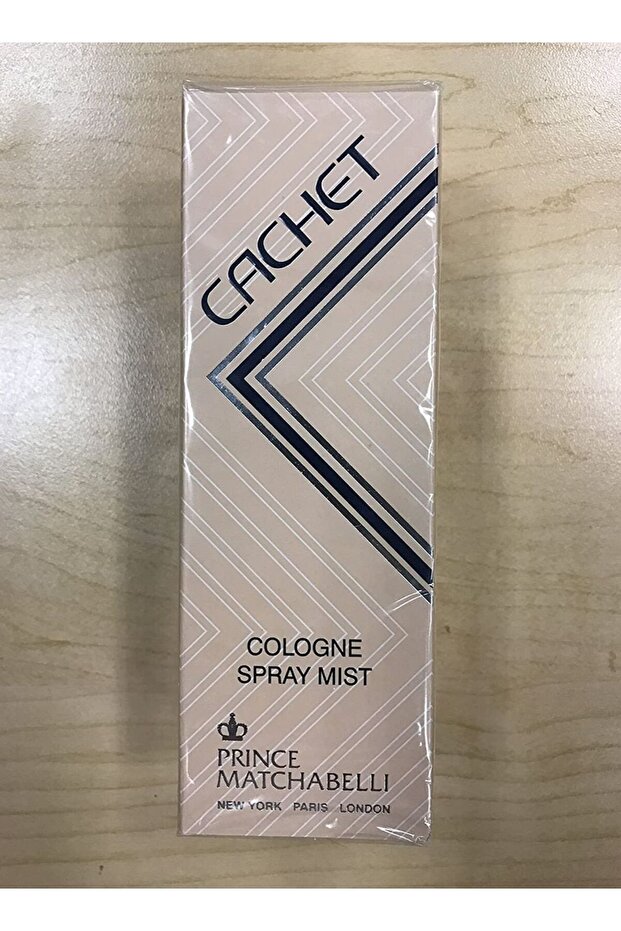 CACHET
COLOGNE
SPRAY MIST
PRINCE
MATCHABELLI
NEW YORK PARIS LONDON